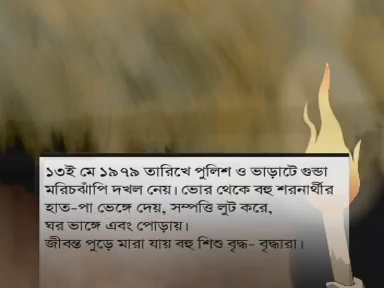 ১৩ই মে ১৯৭৯ তারিখে পুলিশ ও ভাড়াটে গুন্ডা
মরিচঝাঁপি দখল নেয়। ভোর থেকে বহু শরনার্থীর
হাত-পা ভেঙ্গে দেয়, সম্পত্তি লুট করে,
ঘর ভাঙ্গে এবং পোড়ায়।
জীবন্ত পুড়ে মারা যায় বহু শিশু বৃদ্ধ- বৃদ্ধারা।